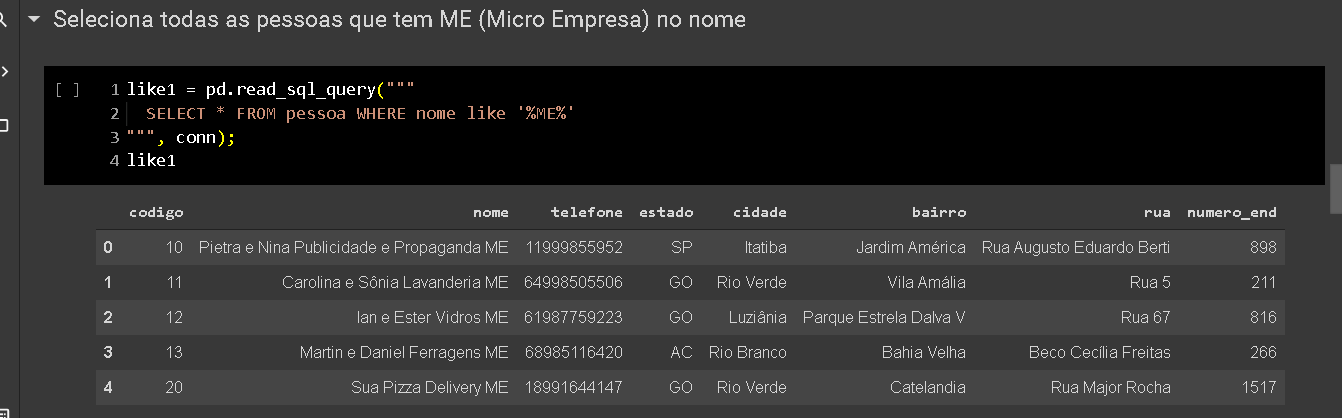 Seleciona todas as pessoas que tem ME (Micro Empresa) no nome
[ ] 1 like1 = pd.read_sql_query("""
2 SELECT * FROM pessoa WHERE nome like '%ME%'
3 """, conn);
4 like1
codigo nome telefone estado cidade bairro rua numero_end
0 10 Pietra e Nina Publicidade e Propaganda ME 11999855952 SP Itatiba Jardim América Rua Augusto Eduardo Berti 898
1 11 Carolina e Sônia Lavanderia ME 64998505506 GO Rio Verde Vila Amália Rua 5 211
2 12 Ian e Ester Vidros ME 61987759223 GO Luziânia Parque Estrela Dalva V Rua 67 816
3 13 Martin e Daniel Ferragens ME 68985116420 AC Rio Branco Bahia Velha Beco Cecília Freitas 266
4 20 Sua Pizza Delivery ME 18991644147 GO Rio Verde Catelandia Rua Major Rocha 1517